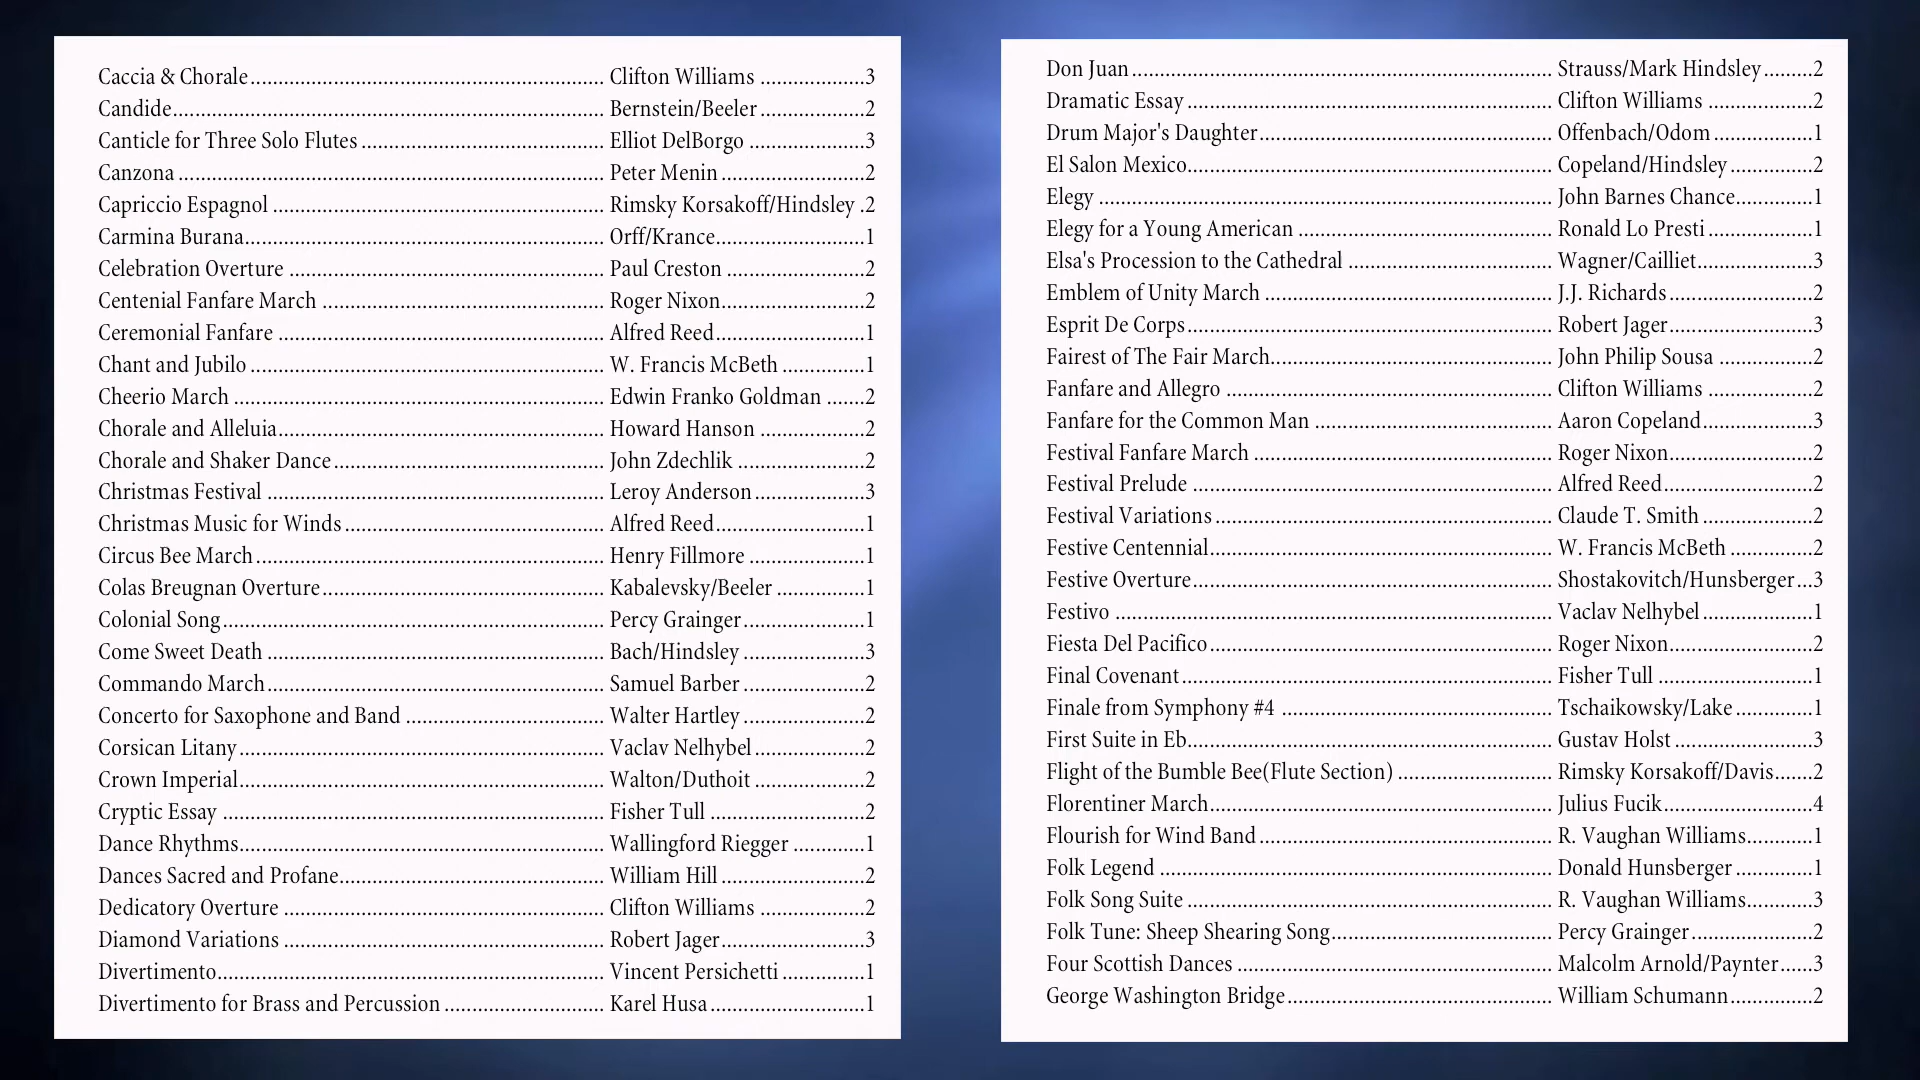 Caccia & Chorale........................................................ Clifton Williams .................3
Candide..................................................................... Bernstein/Beeler .................2
Canticle for Three Solo Flutes ....................................... Elliot DelBorgo ...................3
Canzona .................................................................... Peter Menin .......................2
Capriccio Espagnol ..................................................... Rimsky Korsakoff/Hindsley .2
Carmina Burana......................................................... Orff/Krance........................1
Celebration Overture .................................................. Paul Creston ......................2
Centenial Fanfare March ............................................. Roger Nixon.......................2
Ceremonial Fanfare .................................................... Alfred Reed........................1
Chant and Jubilo ........................................................ W. Francis McBeth .............1
Cheerio March ........................................................... Edwin Franko Goldman ......2
Chorale and Alleluia.................................................... Howard Hanson .................2
Chorale and Shaker Dance ........................................... John Zdechlik ....................2
Christmas Festival ...................................................... Leroy Anderson ..................3
Christmas Music for Winds .......................................... Alfred Reed........................1
Circus Bee March ........................................................ Henry Fillmore ...................1
Colas Breugnan Overture ............................................. Kabalevsky/Beeler ..............1
Colonial Song ............................................................. Percy Grainger....................1
Come Sweet Death ...................................................... Bach/Hindsley ....................3
Commando March ...................................................... Samuel Barber ....................2
Concerto for Saxophone and Band ................................ Walter Hartley ....................2
Corsican Litany ........................................................... Vaclav Nelhybel ..................2
Crown Imperial........................................................... Walton/Duthoit ..................2
Cryptic Essay ............................................................. Fisher Tull .........................2
Dance Rhythms........................................................... Wallingford Riegger ............1
Dances Sacred and Profane........................................... William Hill .......................2
Dedicatory Overture ................................................... Clifton Williams .................2
Diamond Variations .................................................... Robert Jager.......................3
Divertimento.............................................................. Vincent Persichetti ..............1
Divertimento for Brass and Percussion .......................... Karel Husa .........................1
Don Juan .................................................................... Strauss/Mark Hindsley ........2
Dramatic Essay ........................................................... Clifton Williams .................2
Drum Major's Daughter................................................ Offenbach/Odom ................1
El Salon Mexico........................................................... Copeland/Hindsley .............2
Elegy ......................................................................... John Barnes Chance.............1
Elegy for a Young American ......................................... Ronald Lo Presti .................1
Elsa's Procession to the Cathedral ................................. Wagner/Cailliet...................3
Emblem of Unity March .............................................. J.J. Richards .......................2
Esprit De Corps........................................................... Robert Jager.......................3
Fairest of The Fair March.............................................. John Philip Sousa ...............2
Fanfare and Allegro ..................................................... Clifton Williams .................2
Fanfare for the Common Man ...................................... Aaron Copeland..................3
Festival Fanfare March ................................................ Roger Nixon.......................2
Festival Prelude .......................................................... Alfred Reed........................2
Festival Variations ....................................................... Claude T. Smith ..................2
Festive Centennial........................................................ W. Francis McBeth .............2
Festive Overture.......................................................... Shostakovitch/Hunsberger ...3
Festivo ....................................................................... Vaclav Nelhybel ..................1
Fiesta Del Pacifico ....................................................... Roger Nixon.......................2
Final Covenant ............................................................ Fisher Tull .........................1
Finale from Symphony #4 ........................................... Tschaikowsky/Lake .............1
First Suite in Eb........................................................... Gustav Holst ......................3
Flight of the Bumble Bee(Flute Section) ......................... Rimsky Korsakoff/Davis......2
Florentiner March........................................................ Julius Fucik........................4
Flourish for Wind Band ................................................ R. Vaughan Williams...........1
Folk Legend ............................................................... Donald Hunsberger .............1
Folk Song Suite ........................................................... R. Vaughan Williams...........3
Folk Tune: Sheep Shearing Song.................................... Percy Grainger....................2
Four Scottish Dances ................................................... Malcolm Arnold/Paynter......3
George Washington Bridge ........................................... William Schumann..............2